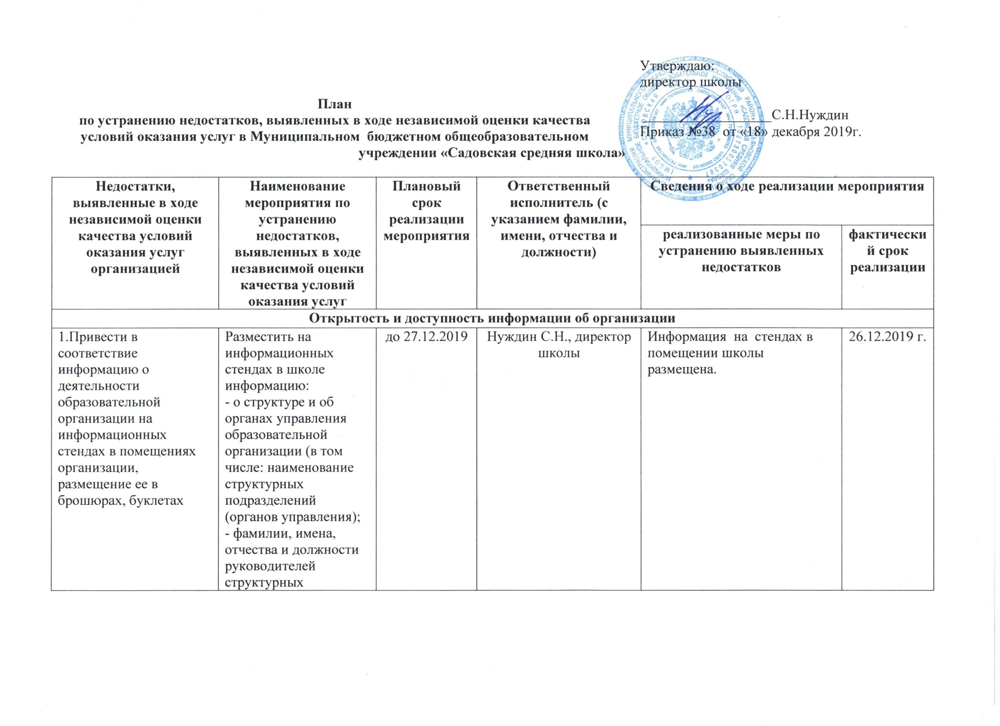 Утверждаю:
директор школы
С.Н.Нуждин
Приказ №38 от «18» декабря 2019г.
План
по устранению недостатков, выявленных в ходе независимой оценки качества
условий оказания услуг в Муниципальном бюджетном общеобразовательном
учреждении «Садовская средняя школа»
Недостатки,
выявленные в ходе
независимой оценки
качества условий
оказания услуг
организацией
Наименование
мероприятия по
устранению
недостатков,
выявленных в ходе
независимой оценки
качества условий
оказания услуг
Плановый
срок
реализации
мероприятия
Ответственный
исполнитель (с
указанием фамилии,
имени, отчества и
должности)
Сведения о ходе реализации мероприятия
реализованные меры по
устранению выявленных
недостатков
фактически
й срок
реализации
Открытость и доступность информации об организации
1.Привести в
соответствие
информацию о
деятельности
образовательной
организации на
информационных
стендах в помещениях
организации,
размещение ее в
брошюрах, буклетах
Разместить на
информационных
стендах в школе
информацию:
- о структуре и об
органах управления
образовательной
организации (в том
числе: наименование
структурных
подразделений
(органов управления);
- фамилии, имена,
отчества и должности
руководителей
структурных
до 27.12.2019
Нуждин С.Н., директор
школы
Информация на стендах в
помещении школы
размещена.
26.12.2019 г.